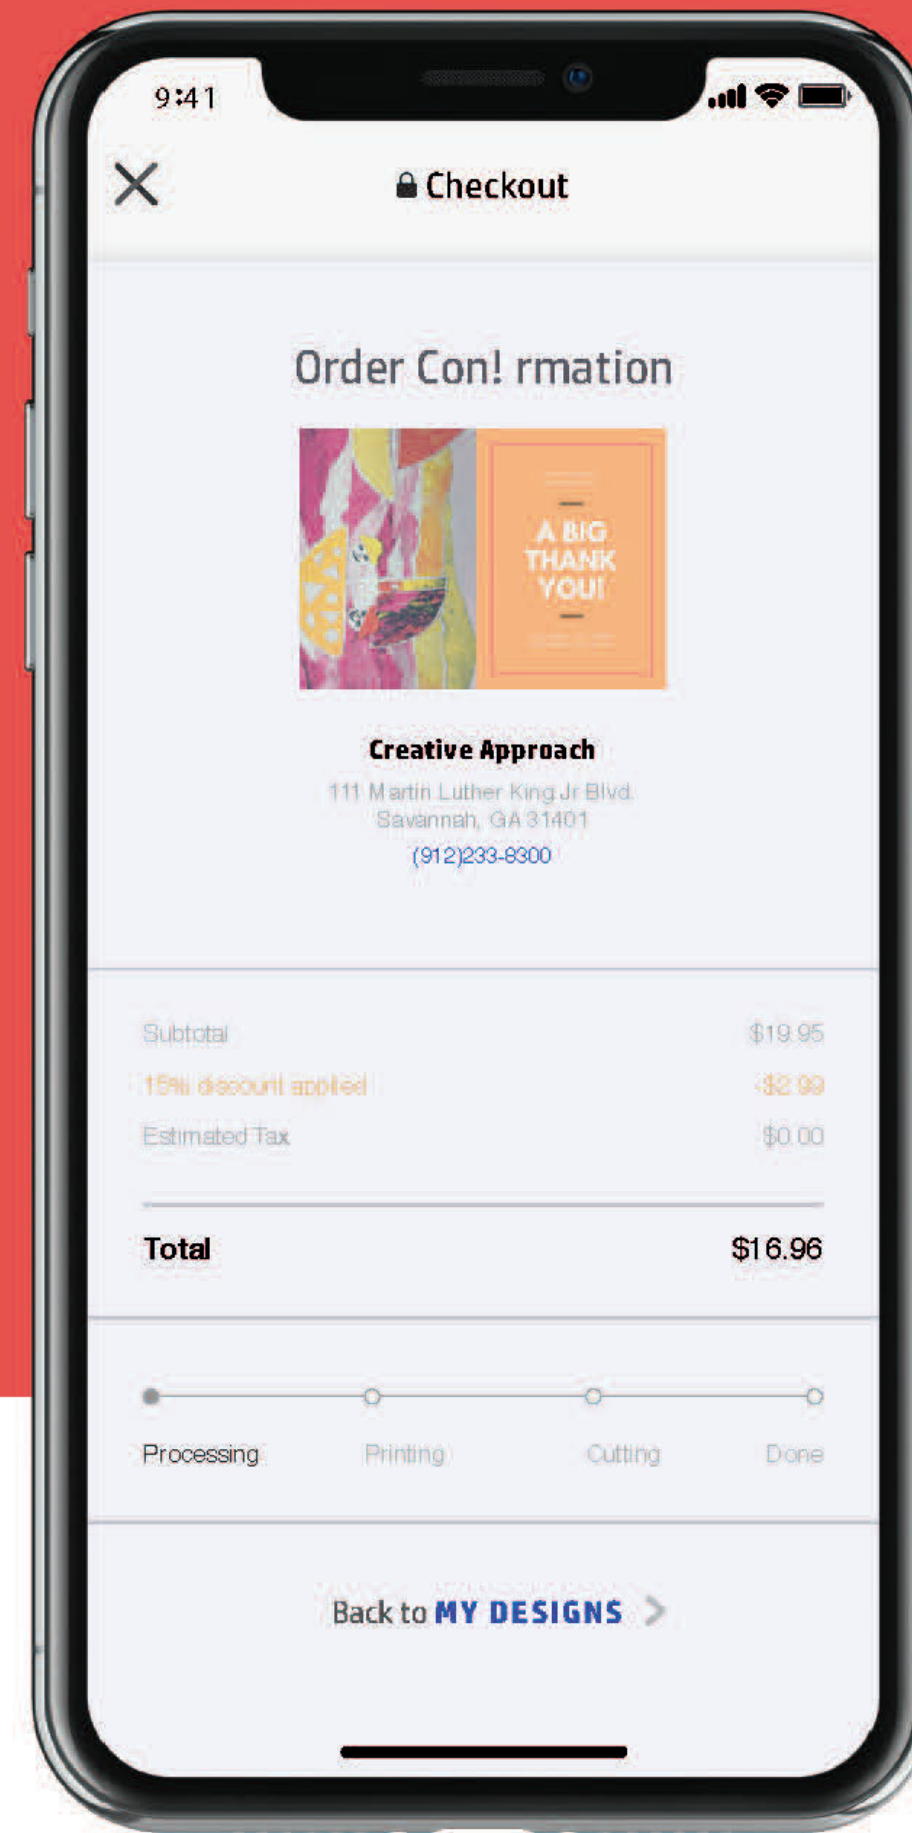 9:41
Checkout
Order Con! rmation
A BIG
THANK
YOU!
Creative Approach
111 Martin Luther King Jr Blvd.
Savannah, GA 31401
(912)233-8300
Subtotal $19.95
15% discount applied -$2.99
Estimated Tax $0.00
Total $16.96
Processing Printing Cutting Done
Back to MY DESIGNS